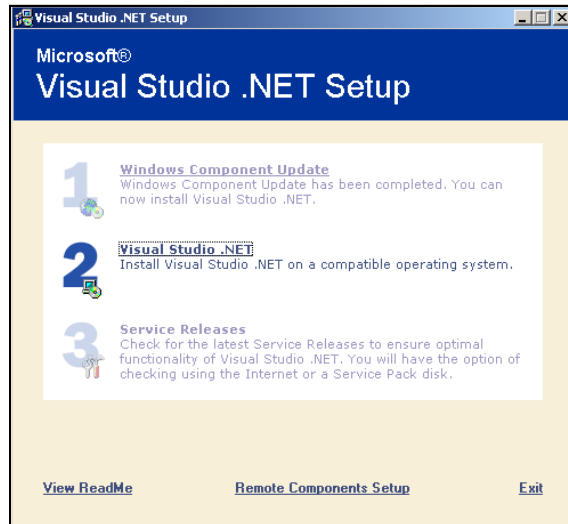 Visual Studio .NET Setup
Microsoft®
Visual Studio .NET Setup
1
Windows Component Update
Windows Component Update has been completed. You can
now install Visual Studio .NET.
2
Visual Studio .NET
Install Visual Studio .NET on a compatible operating system.
3
Service Releases
Check for the latest Service Releases to ensure optimal
functionality of Visual Studio .NET. You will have the option of
checking using the Internet or a Service Pack disk.
View ReadMe Remote Components Setup Exit